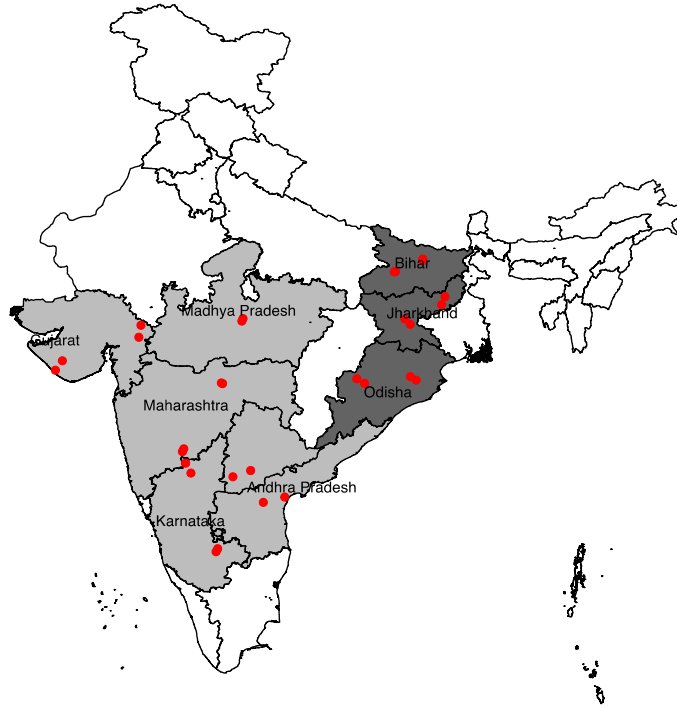 Bihar
Madhya Pradesh
Jharkhand
Gujarat
Odisha
Maharashtra
Andhra Pradesh
Karnataka